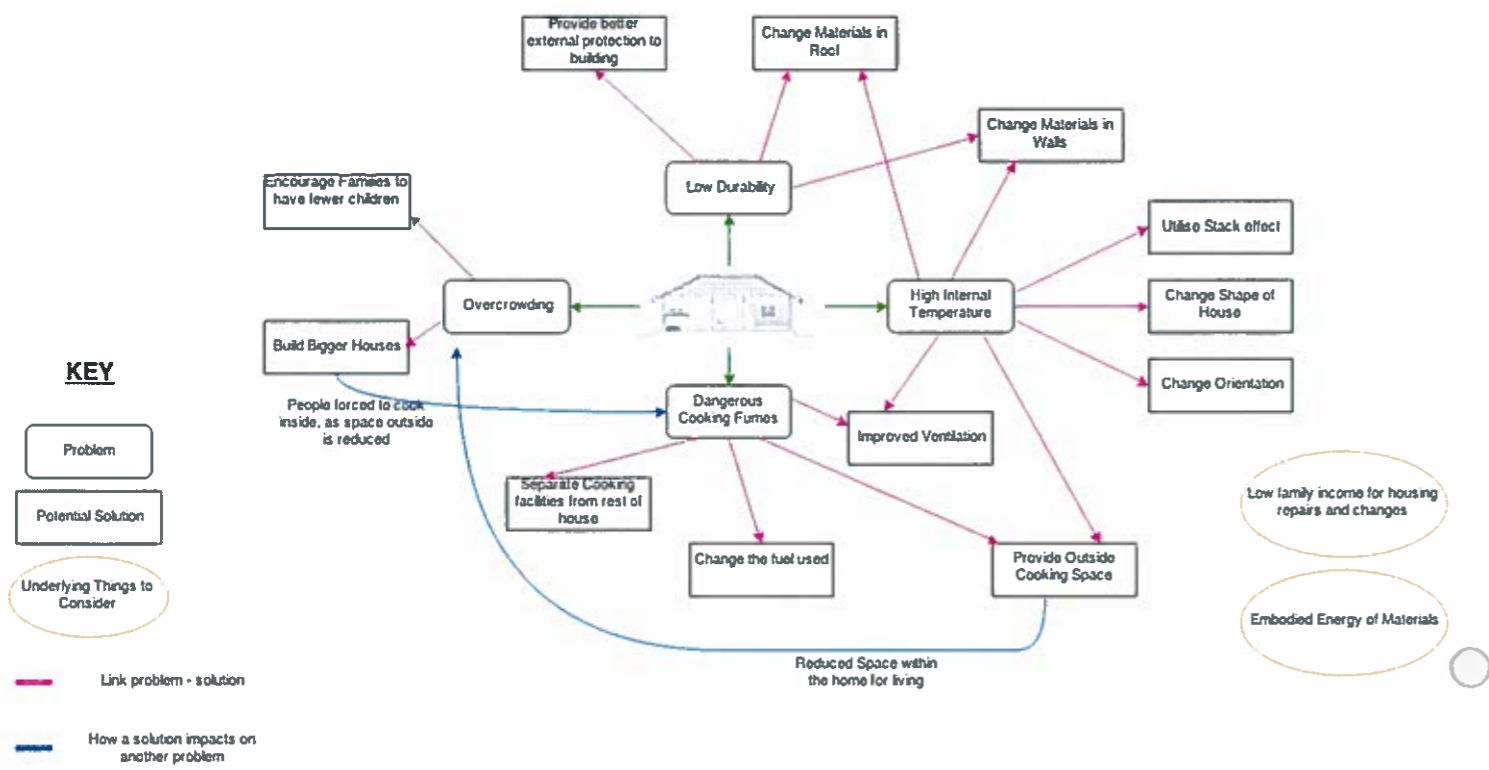 Provide better
external protection to
building
Change Materials in
Roof
Change Materials in
Walls
Low Durability
Encourage Families to
have fewer children
Utilise Stack effect
Overcrowding
High Internal
Temperature
Change Shape of
House
Build Bigger Houses
Change Orientation
People forced to cook
inside, as space outside
is reduced
Dangerous
Cooking Fumes
Improved Ventilation
Separate Cooking
facilities from rest of
house
Change the fuel used
Provide Outside
Cooking Space
Reduced Space within
the home for living
Low family income for housing
repairs and changes
Embodied Energy of Materials
KEY
Problem
Potential Solution
Underlying Things to
Consider
Link problem - solution
How a solution impacts on
another problem